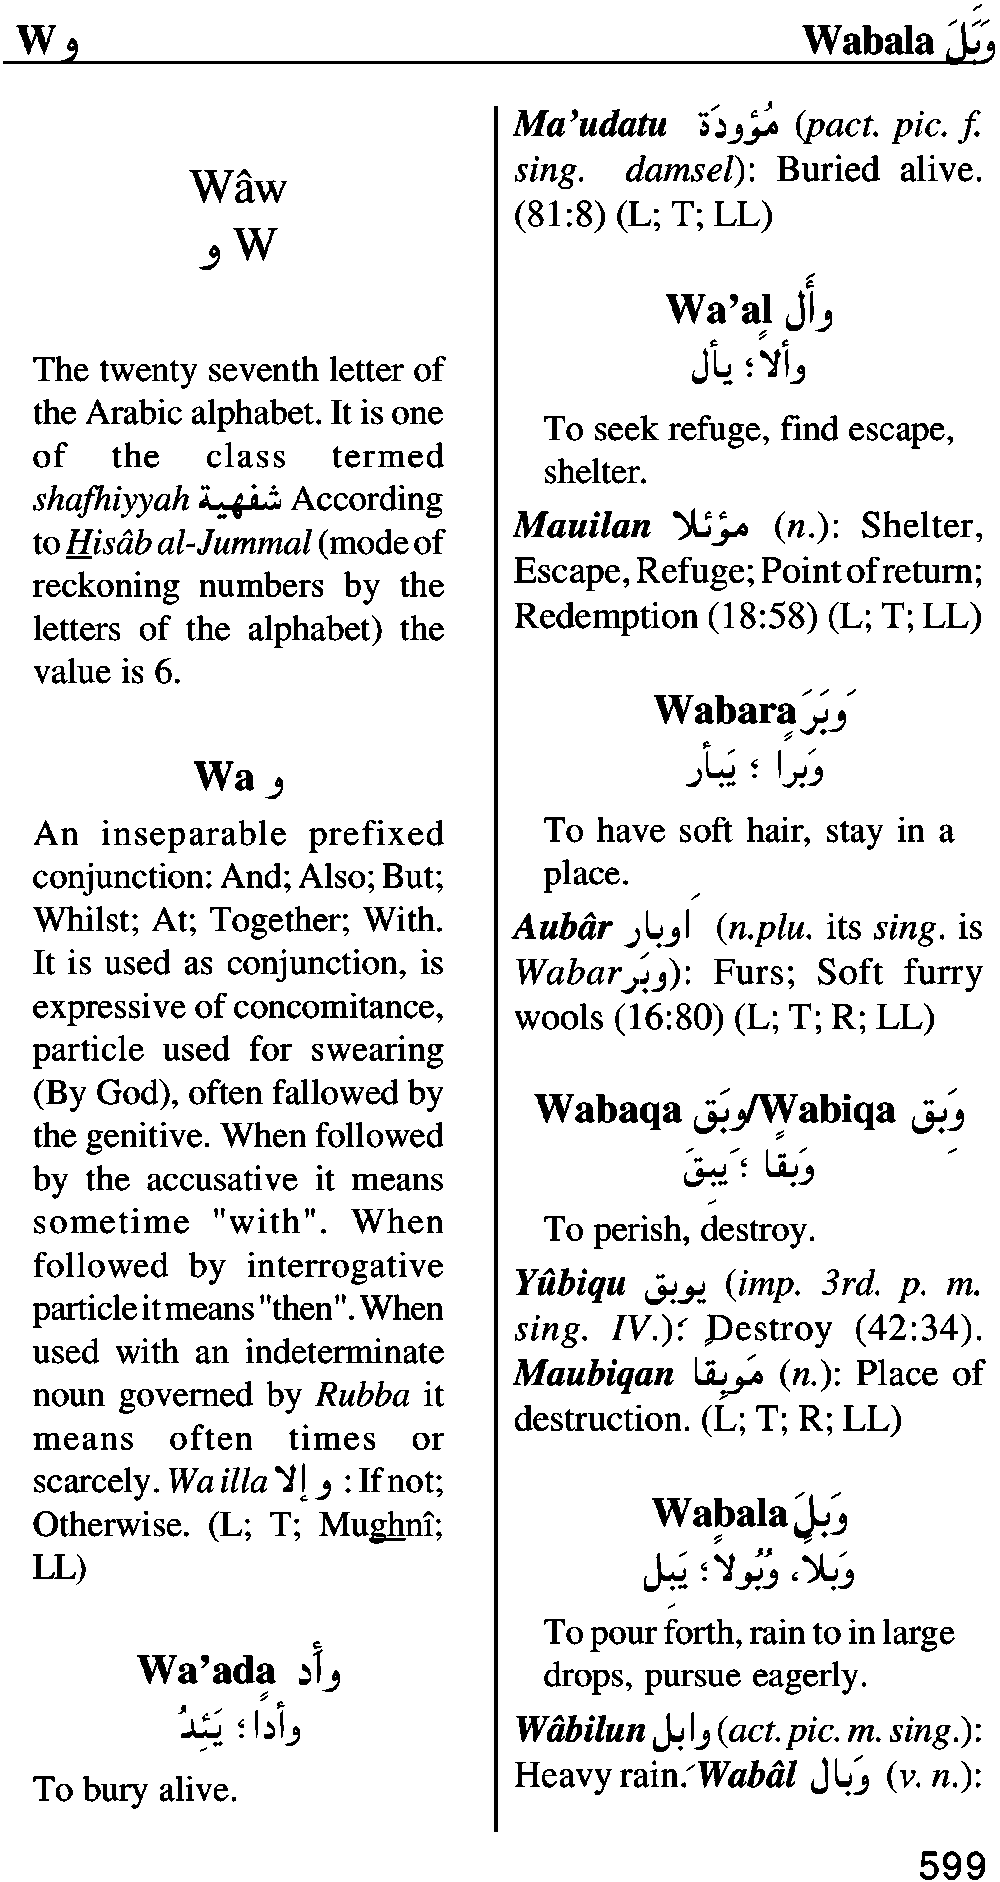 W و
Wabala وَبَّلَ
Wâw
و W
The twenty seventh letter of
the Arabic alphabet. It is one
of the class termed
shafhiyyah شفهية According
to Hisâb al-Jummal (mode of
reckoning numbers by the
letters of the alphabet) the
value is 6.
Wa و
An inseparable prefixed
conjunction: And; Also; But;
Whilst; At; Together; With.
It is used as conjunction, is
expressive of concomitance,
particle used for swearing
(By God), often fallowed by
the genitive. When followed
by the accusative it means
sometime "with". When
followed by interrogative
particle it means "then". When
used with an indeterminate
noun governed by Rubba it
means often times or
scarcely. Wa illa و إلا : If not;
Otherwise. (L; T; Mughnî;
LL)
Wa’ada وأَد
وأداً؛ يَئِدُ
To bury alive.
Ma’udatu مُؤودَة (pact. pic. f.
sing. damsel): Buried alive.
(81:8) (L; T; LL)
Wa’al وأَل
وألاً؛ يأل
To seek refuge, find escape,
shelter.
Mauilan مؤئلا (n.): Shelter,
Escape, Refuge; Point of return;
Redemption (18:58) (L; T; LL)
Wabara وَبَرَ
وَبَراً ؛ يَبأر
To have soft hair, stay in a
place.
Aubâr اَوبار (n.plu. its sing. is
Wabar وبَر): Furs; Soft furry
wools (16:80) (L; T; R; LL)
Wabaqa وبَق/Wabiqa وَبِق
وَبقاً ؛ يَبِقَ
To perish, destroy.
Yûbiqu يوبق (imp. 3rd. p. m.
sing. IV.): Destroy (42:34).
Maubiqan مَوبِقا (n.): Place of
destruction. (L; T; R; LL)
Wabala وَبلَ
وَبَلاً، وُبُولاً؛ يَبِل
To pour forth, rain to in large
drops, pursue eagerly.
Wâbilun وابل (act. pic. m. sing.):
Heavy rain. Wabâl وَبال (v. n.):
599